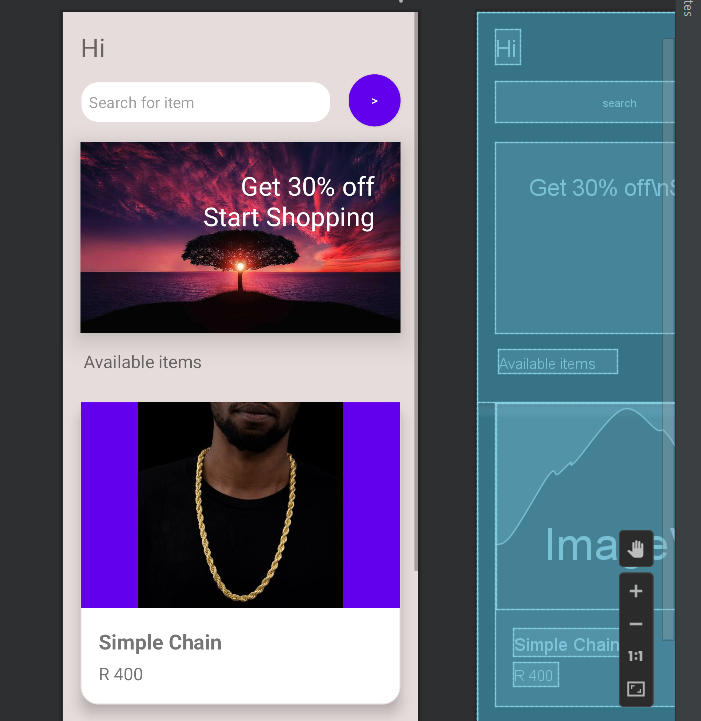 Hi
Search for item
>
Get 30% off
Start Shopping
Available items
Simple Chain
R 400
Hi
search
Get 30% off\nS
Available items
Simple Chain
R 400
1:1